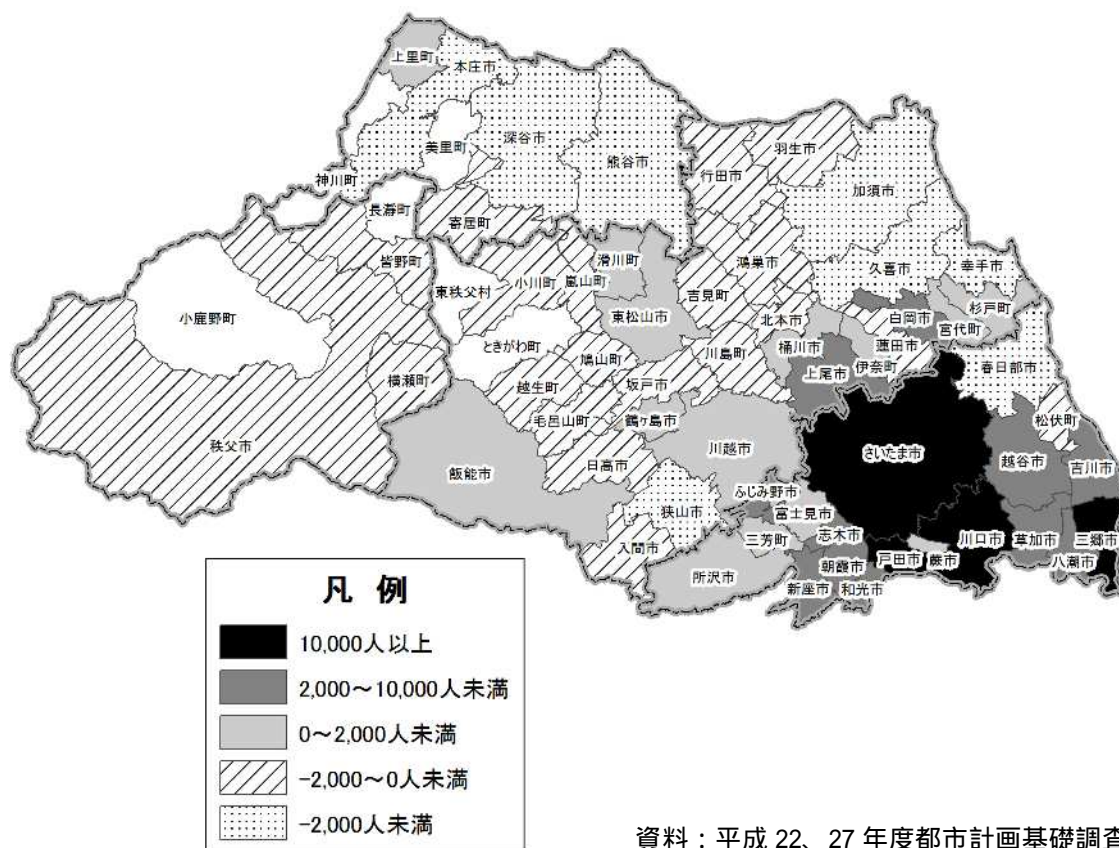 上里町
本庄市
美里町
深谷市
熊谷市
神川町
長瀞町
寄居町
皆野町
小鹿野町
秩父市
横瀬町
東秩父村
小川町
嵐山町
滑川町
東松山市
ときがわ町
鳩山町
越生町
毛呂山町
坂戸市
鶴ヶ島市
日高市
飯能市
川越市
狭山市
入間市
所沢市
行田市
羽生市
加須市
鴻巣市
吉見町
川島町
北本市
久喜市
幸手市
白岡市
杉戸町
宮代町
蓮田市
桶川市
上尾市
伊奈町
春日部市
松伏町
さいたま市
越谷市
吉川市
ふじみ野市
富士見市
三芳町
志木市
朝霞市
新座市
和光市
戸田市
蕨市
川口市
草加市
三郷市
八潮市
凡 例
10,000人以上
2,000～10,000人未満
0～2,000人未満
-2,000～0人未満
-2,000人未満
資料：平成 22、27 年度都市計画基礎調査